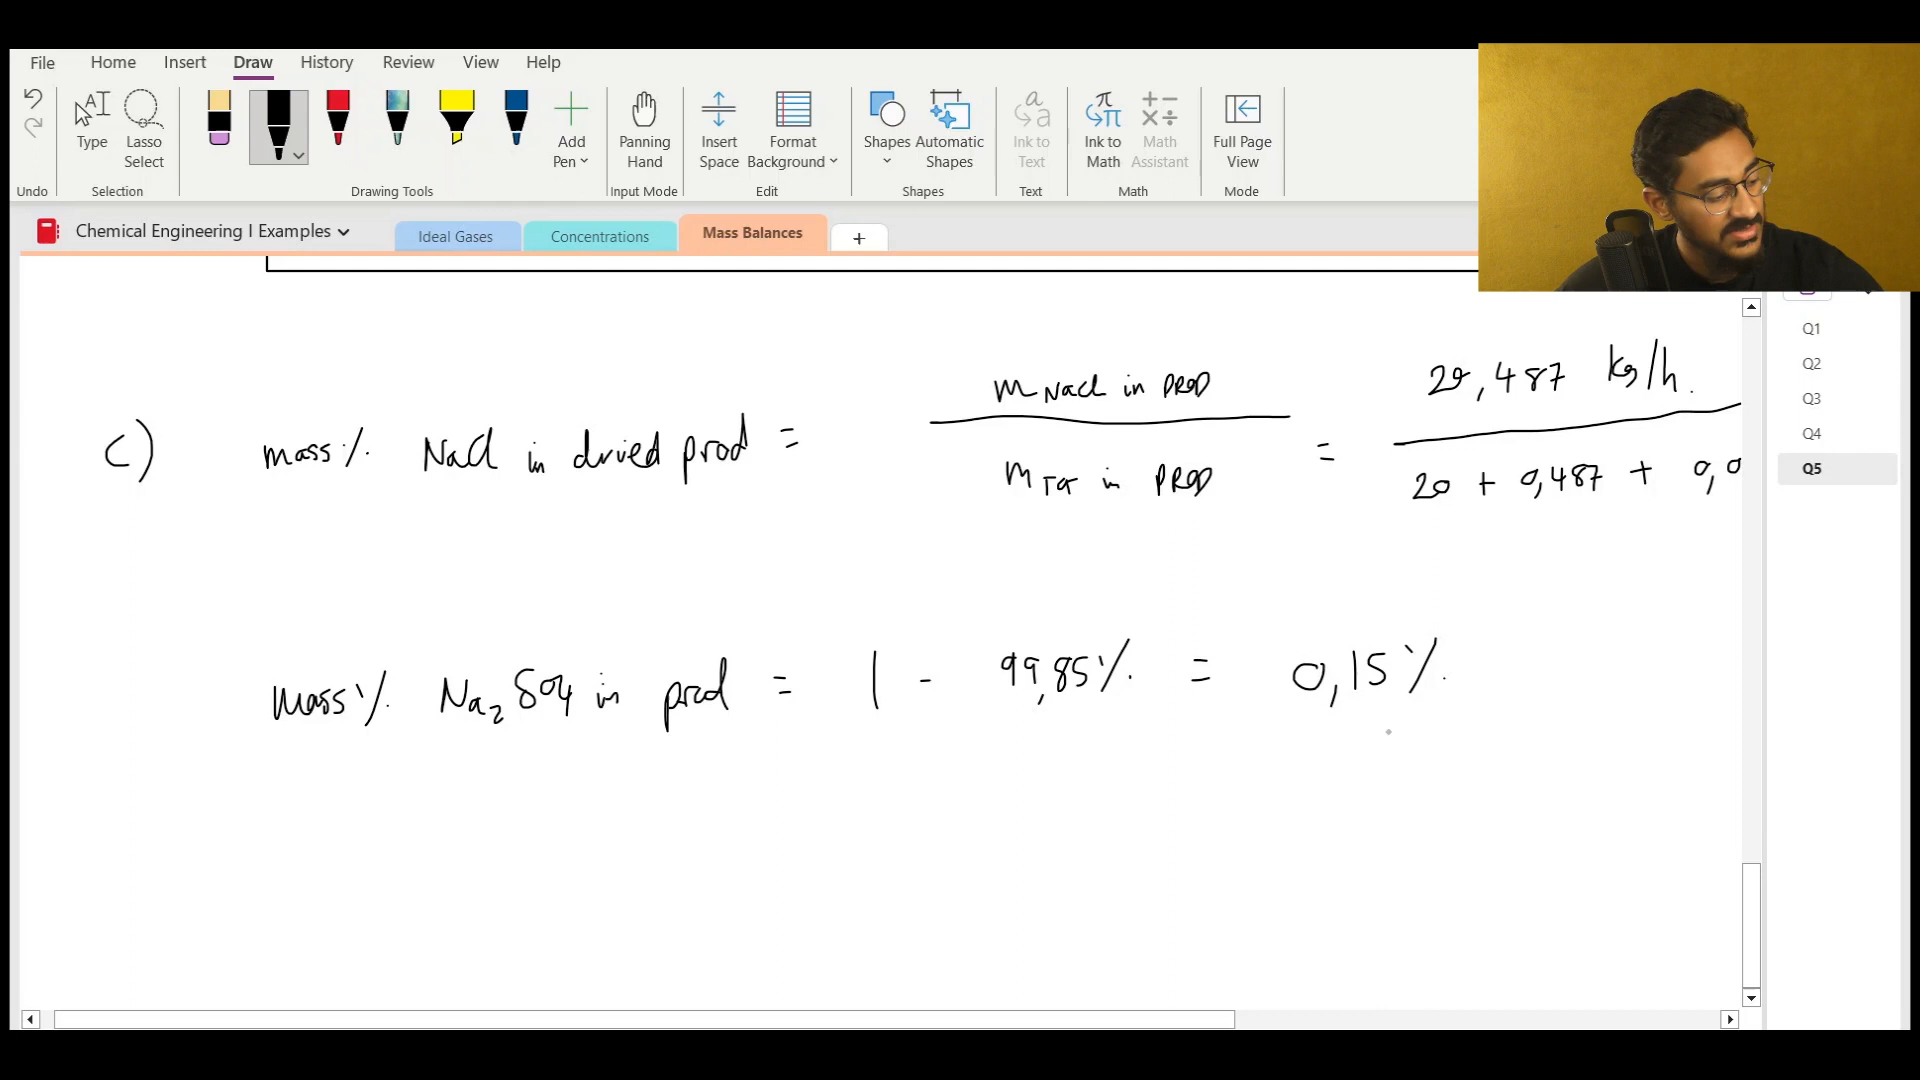 File Home Insert Draw History Review View Help
Type Lasso Select Add Pen Panning Hand Insert Space Format Background Shapes Automatic Shapes Ink to Text Ink to Math Math Assistant Full Page View
Undo Selection Drawing Tools Input Mode Edit Shapes Text Math Mode
Chemical Engineering I Examples Ideal Gases Concentrations Mass Balances +
Q1
Q2
Q3
Q4
Q5
c) mass % NaCl in dried prod = m NaCl in PROD / m TOT in PROD = 20,487 kg/h / 20 + 0,487 + 0,0
mass % Na2SO4 in prod = 1 - 99,85% = 0,15%